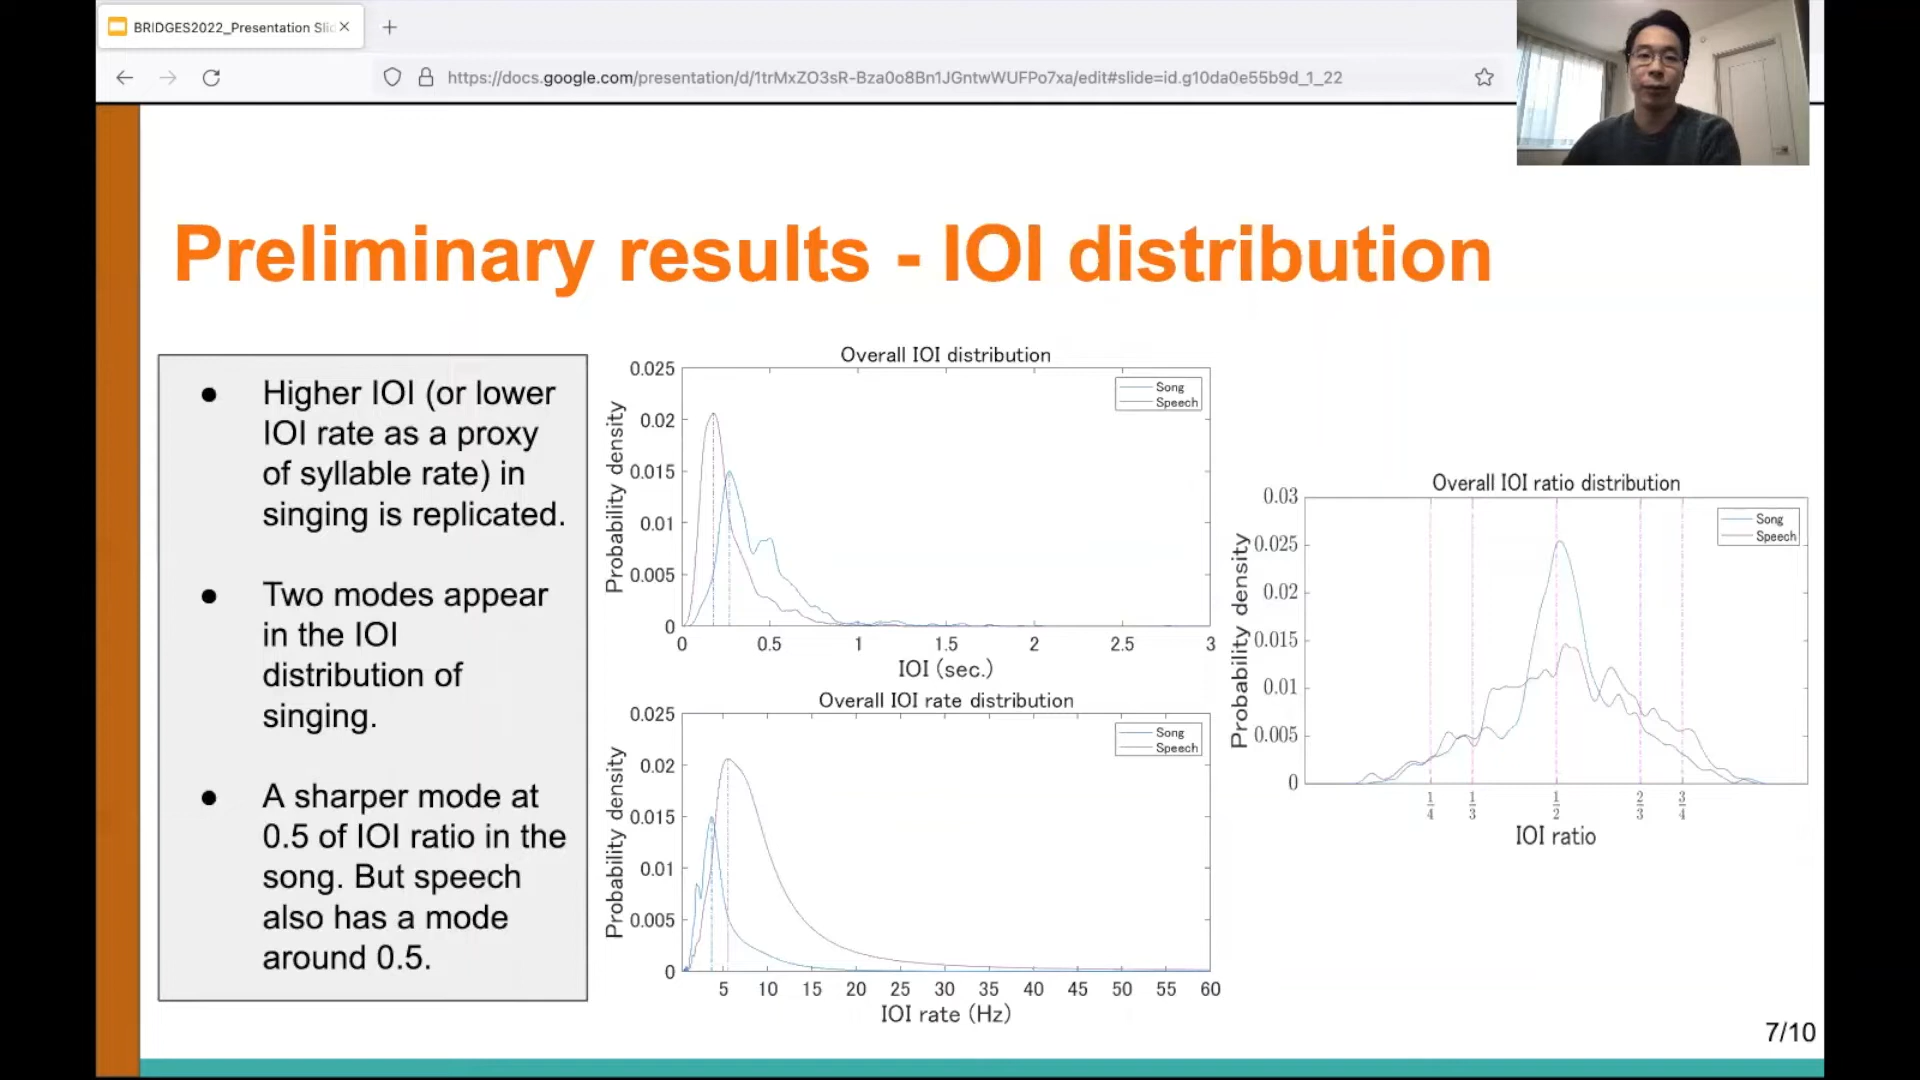 BRIDGES2022_Presentation Sli
https://docs.google.com/presentation/d/1trMxZO3sR-Bza0o8Bn1JGntwWUFPo7xa/edit#slide=id.g10da0e55b9d_1_22
Preliminary results - IOI distribution
● Higher IOI (or lower
IOI rate as a proxy
of syllable rate) in
singing is replicated.
● Two modes appear
in the IOI
distribution of
singing.
● A sharper mode at
0.5 of IOI ratio in the
song. But speech
also has a mode
around 0.5.
Overall IOI distribution
Probability density
0.025
0.02
0.015
0.01
0.005
0
Song
Speech
0 0.5 1 1.5 2 2.5 3
IOI (sec.)
Overall IOI rate distribution
Probability density
0.025
0.02
0.015
0.01
0.005
0
Song
Speech
5 10 15 20 25 30 35 40 45 50 55 60
IOI rate (Hz)
Overall IOI ratio distribution
Probability density
0.03
0.025
0.02
0.015
0.01
0.005
0
Song
Speech
1/4 1/3 1/2 2/3 3/4
IOI ratio
7/10